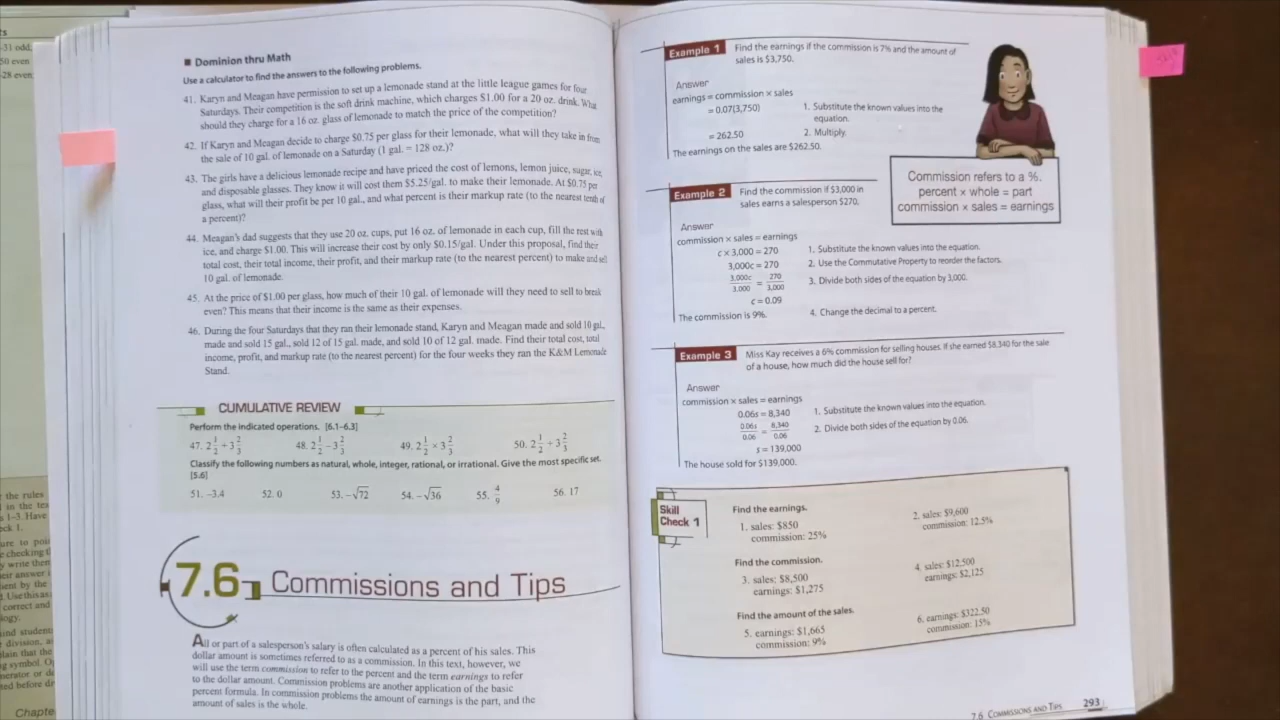 ts
-31 odd,
50 even
-28 even;
■ Dominion thru Math
Use a calculator to find the answers to the following problems.
41. Karyn and Meagan have permission to set up a lemonade stand at the little league games for four
Saturdays. Their competition is the soft drink machine, which charges $1.00 for a 20 oz. drink. What
should they charge for a 16 oz. glass of lemonade to match the price of the competition?
42. If Karyn and Meagan decide to charge $0.75 per glass for their lemonade, what will they take in from
the sale of 10 gal. of lemonade on a Saturday (1 gal. = 128 oz.)?
43. The girls have a delicious lemonade recipe and have priced the cost of lemons, lemon juice, sugar, ice,
and disposable glasses. They know it will cost them $5.25/gal. to make their lemonade. At $0.75 per
glass, what will their profit be per 10 gal., and what percent is their markup rate (to the nearest tenth of
a percent)?
44. Meagan's dad suggests that they use 20 oz. cups, put 16 oz. of lemonade in each cup, fill the rest with
ice, and charge $1.00. This will increase their cost by only $0.15/gal. Under this proposal, find their
total cost, their total income, their profit, and their markup rate (to the nearest percent) to make and sell
10 gal. of lemonade.
45. At the price of $1.00 per glass, how much of their 10 gal. of lemonade will they need to sell to break
even? This means that their income is the same as their expenses.
46. During the four Saturdays that they ran their lemonade stand, Karyn and Meagan made and sold 10 gal.,
made and sold 15 gal., sold 12 of 15 gal. made, and sold 10 of 12 gal. made. Find their total cost, total
income, profit, and markup rate (to the nearest percent) for the four weeks they ran the K&M Lemonade
Stand.
CUMULATIVE REVIEW
Perform the indicated operations. [6.1–6.3]
47. 2 1/2 + 3 2/3 48. 2 1/2 − 3 2/3 49. 2 1/2 × 3 2/3 50. 2 1/2 ÷ 3 2/3
Classify the following numbers as natural, whole, integer, rational, or irrational. Give the most specific set.
[5.6]
51. −3.4 52. 0 53. −√72 54. −√36 55. 4/9 56. 17
7.6 Commissions and Tips
All or part of a salesperson's salary is often calculated as a percent of his sales. This
dollar amount is sometimes referred to as a commission. In this text, however, we
will use the term commission to refer to the percent and the term earnings to refer
to the dollar amount. Commission problems are another application of the basic
percent formula. In commission problems the amount of earnings is the part, and the
amount of sales is the whole.
Example 1 Find the earnings if the commission is 7% and the amount of
sales is $3,750.
Answer
earnings = commission × sales
= 0.07(3,750) 1. Substitute the known values into the
equation.
= 262.50 2. Multiply.
The earnings on the sales are $262.50.
Commission refers to a %.
percent × whole = part
commission × sales = earnings
Example 2 Find the commission if $3,000 in
sales earns a salesperson $270.
Answer
commission × sales = earnings
c × 3,000 = 270 1. Substitute the known values into the equation.
3,000c = 270 2. Use the Commutative Property to reorder the factors.
3,000c/3,000 = 270/3,000 3. Divide both sides of the equation by 3,000.
c = 0.09
The commission is 9%. 4. Change the decimal to a percent.
Example 3 Miss Kay receives a 6% commission for selling houses. If she earned $8,340 for the sale
of a house, how much did the house sell for?
Answer
commission × sales = earnings
0.06s = 8,340 1. Substitute the known values into the equation.
0.06s/0.06 = 8,340/0.06 2. Divide both sides of the equation by 0.06.
s = 139,000
The house sold for $139,000.
Skill
Check 1
Find the earnings.
1. sales: $850
commission: 25%
2. sales: $9,600
commission: 12.5%
Find the commission.
3. sales: $8,500
earnings: $1,275
4. sales: $12,500
earnings: $2,125
Find the amount of the sales.
5. earnings: $1,665
commission: 9%
6. earnings: $322.50
commission: 15%
7.6 COMMISSIONS AND TIPS 293
the rules
in the tex
1–3. Have
eck 1.
checking
write then
answer
by the
Use this as
correct and
logy.
students
division,
that the
symbol.
or
ted before
Chapte